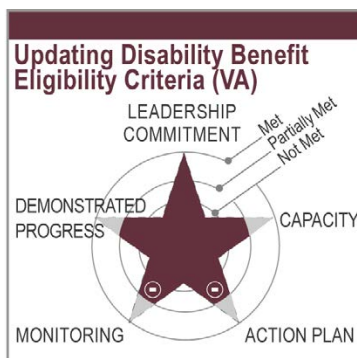 Updating Disability Benefit
Eligibility Criteria (VA)
LEADERSHIP
COMMITMENT
Met
Partially Met
Not Met
DEMONSTRATED
PROGRESS
CAPACITY
MONITORING
ACTION PLAN